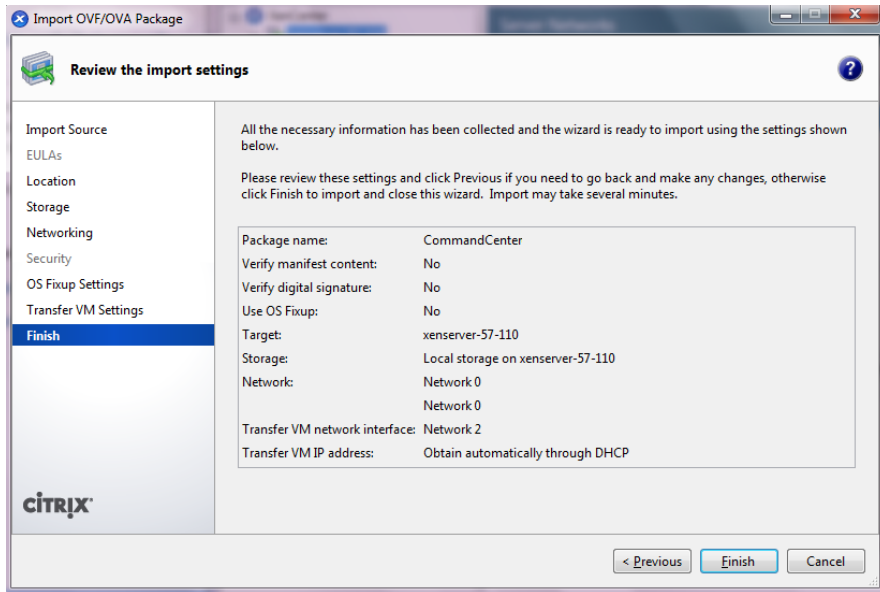 Import OVF/OVA Package
Review the import settings
Import Source
EULAs
Location
Storage
Networking
Security
OS Fixup Settings
Transfer VM Settings
Finish
CİTRIX
All the necessary information has been collected and the wizard is ready to import using the settings shown
below.
Please review these settings and click Previous if you need to go back and make any changes, otherwise
click Finish to import and close this wizard. Import may take several minutes.
Package name: CommandCenter
Verify manifest content: No
Verify digital signature: No
Use OS Fixup: No
Target: xenserver-57-110
Storage: Local storage on xenserver-57-110
Network: Network 0
Network 0
Transfer VM network interface: Network 2
Transfer VM IP address: Obtain automatically through DHCP
< Previous Finish Cancel